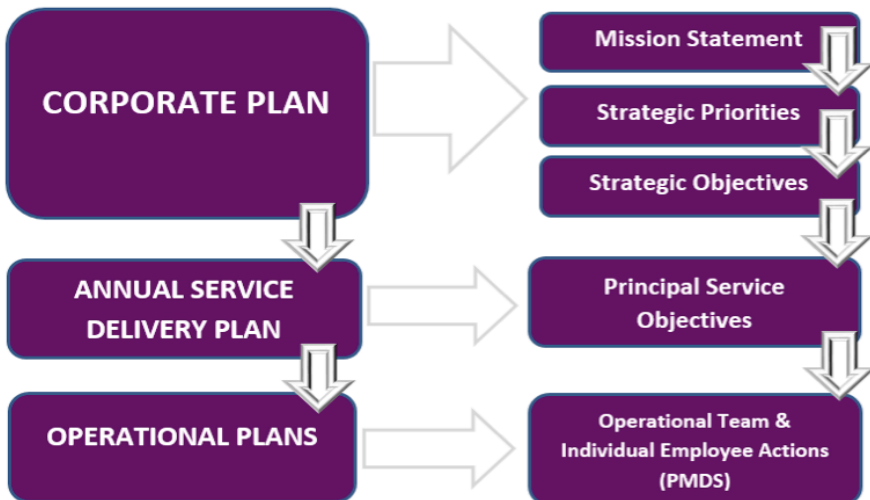 CORPORATE PLAN
Mission Statement
Strategic Priorities
Strategic Objectives
ANNUAL SERVICE
DELIVERY PLAN
Principal Service
Objectives
OPERATIONAL PLANS
Operational Team &
Individual Employee Actions
(PMDS)